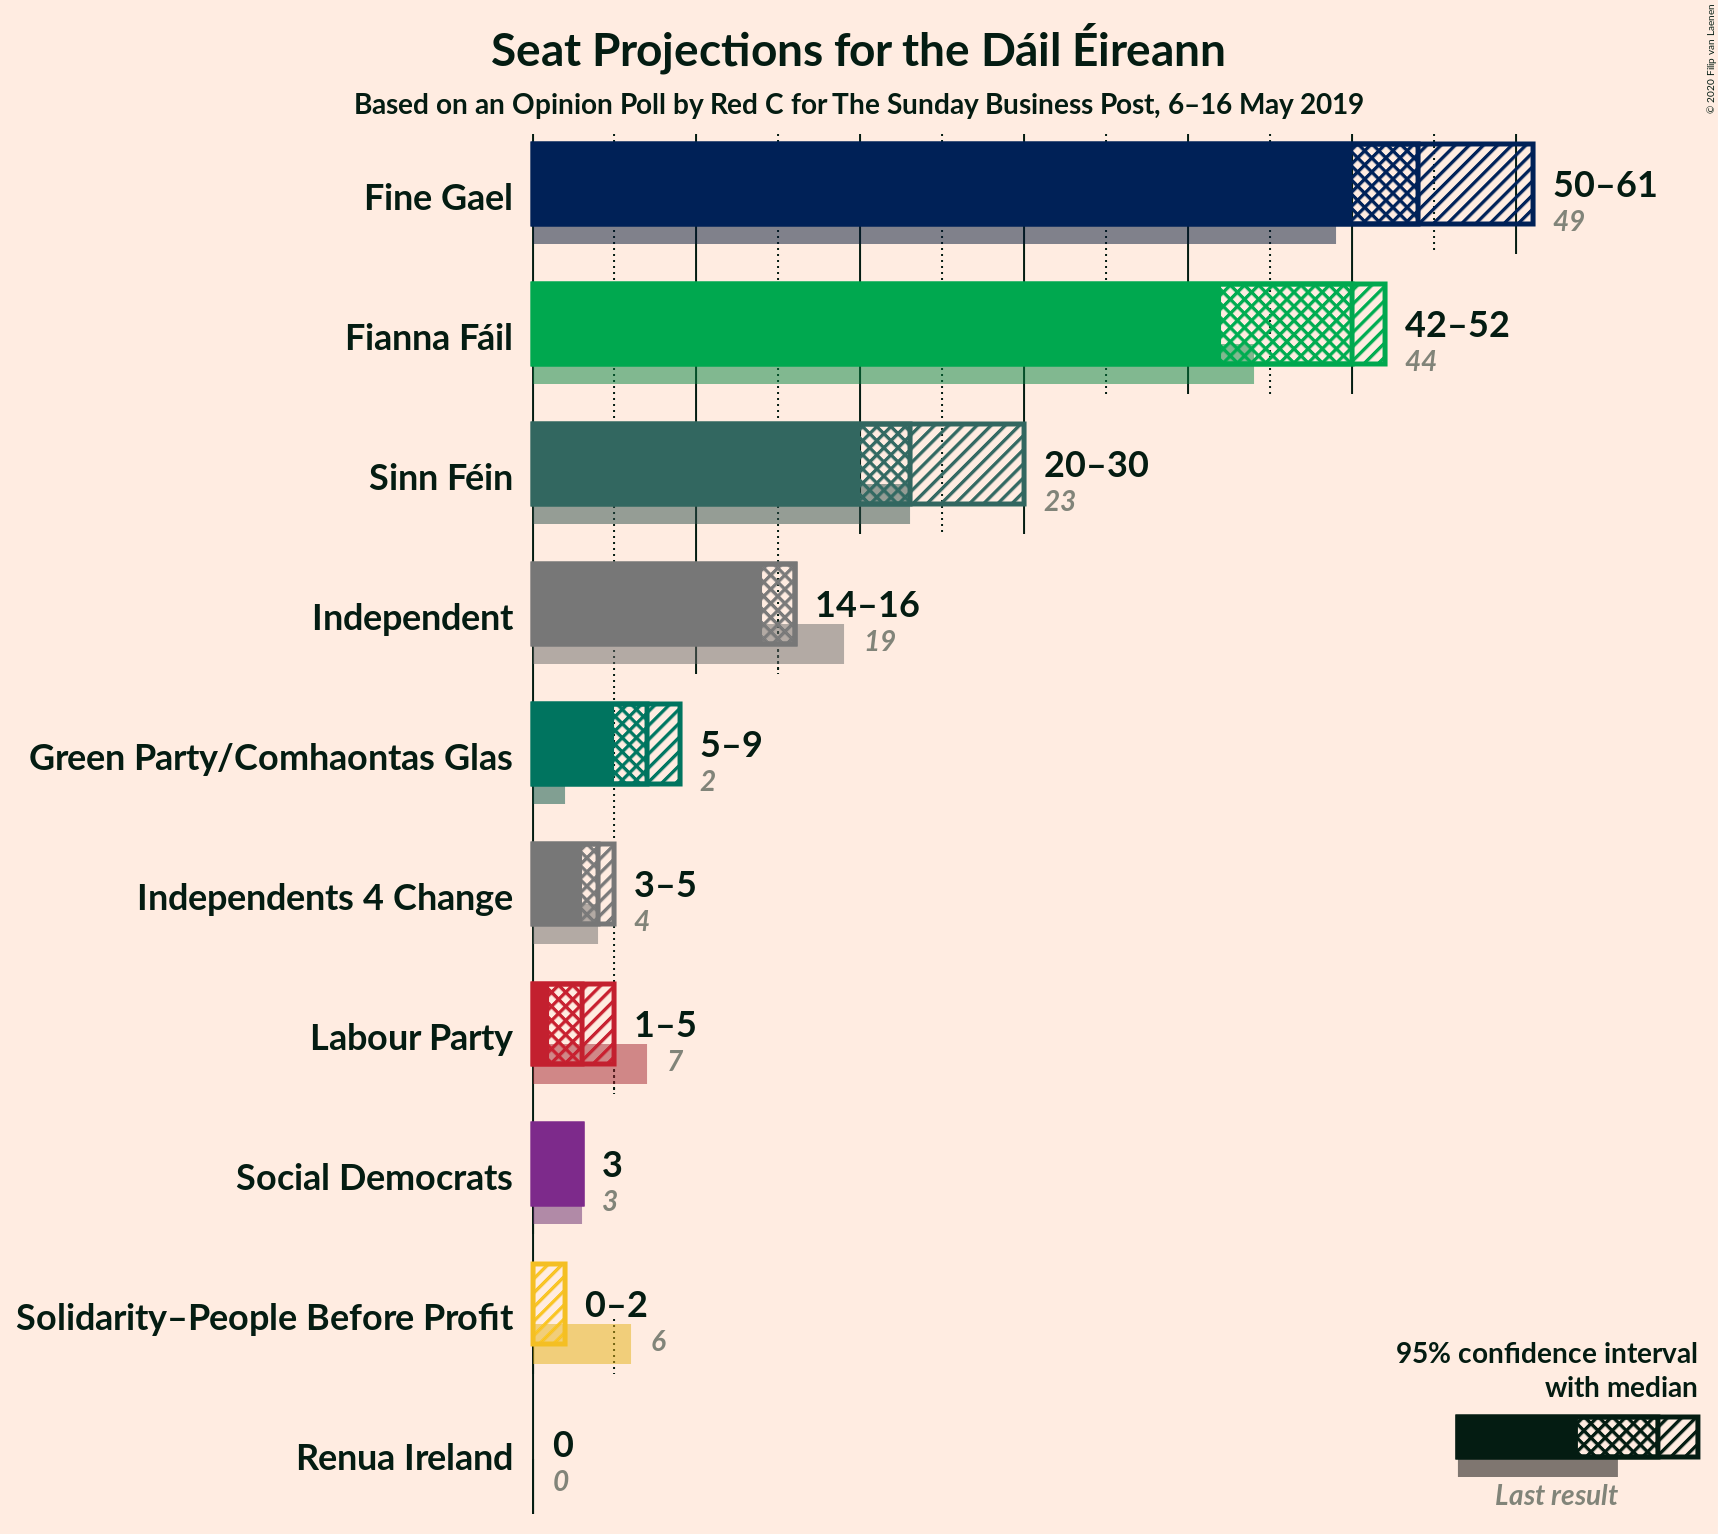 Seat Projections for the Dáil Éireann
Based on an Opinion Poll by Red C for The Sunday Business Post, 6–16 May 2019
© 2020 Filip van Laenen
Fine Gael
50–61
49
Fianna Fáil
42–52
44
Sinn Féin
20–30
23
Independent
14–16
19
Green Party/Comhaontas Glas
5–9
2
Independents 4 Change
3–5
4
Labour Party
1–5
7
Social Democrats
3
3
Solidarity–People Before Profit
0–2
6
Renua Ireland
0
0
95% confidence interval
with median
Last result